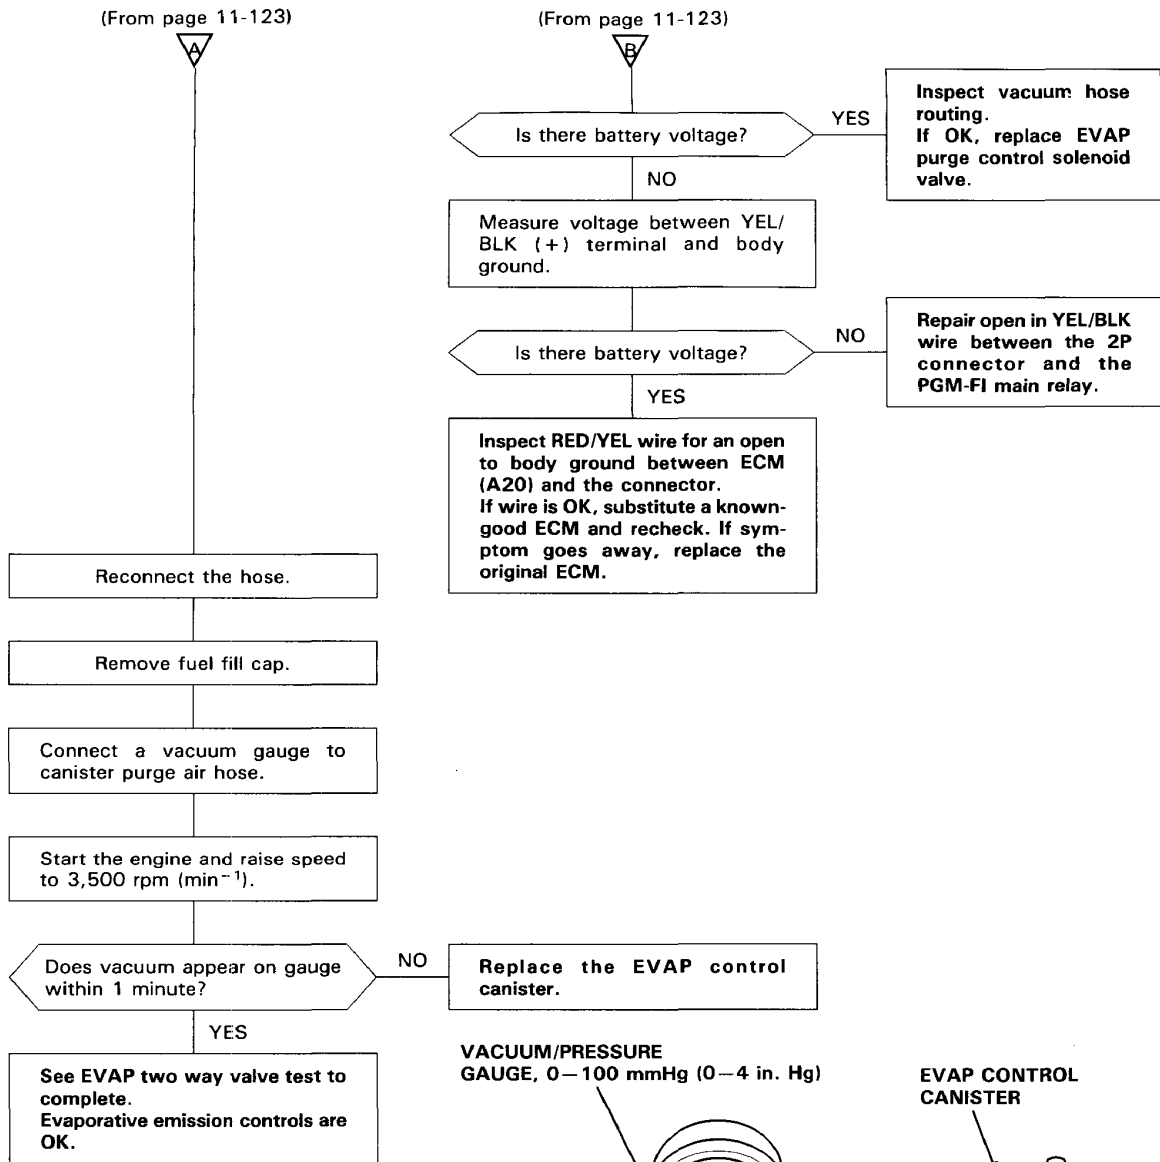 (From page 11-123)
A
(From page 11-123)
B
Is there battery voltage?
YES
Inspect vacuum hose
routing.
If OK, replace EVAP
purge control solenoid
valve.
NO
Measure voltage between YEL/
BLK (+) terminal and body
ground.
Is there battery voltage?
NO
Repair open in YEL/BLK
wire between the 2P
connector and the
PGM-FI main relay.
YES
Inspect RED/YEL wire for an open
to body ground between ECM
(A20) and the connector.
If wire is OK, substitute a known-
good ECM and recheck. If sym-
ptom goes away, replace the
original ECM.
Reconnect the hose.
Remove fuel fill cap.
Connect a vacuum gauge to
canister purge air hose.
Start the engine and raise speed
to 3,500 rpm (min⁻¹).
Does vacuum appear on gauge
within 1 minute?
NO
Replace the EVAP control
canister.
YES
See EVAP two way valve test to
complete.
Evaporative emission controls are
OK.
VACUUM/PRESSURE
GAUGE, 0—100 mmHg (0—4 in. Hg)
EVAP CONTROL
CANISTER